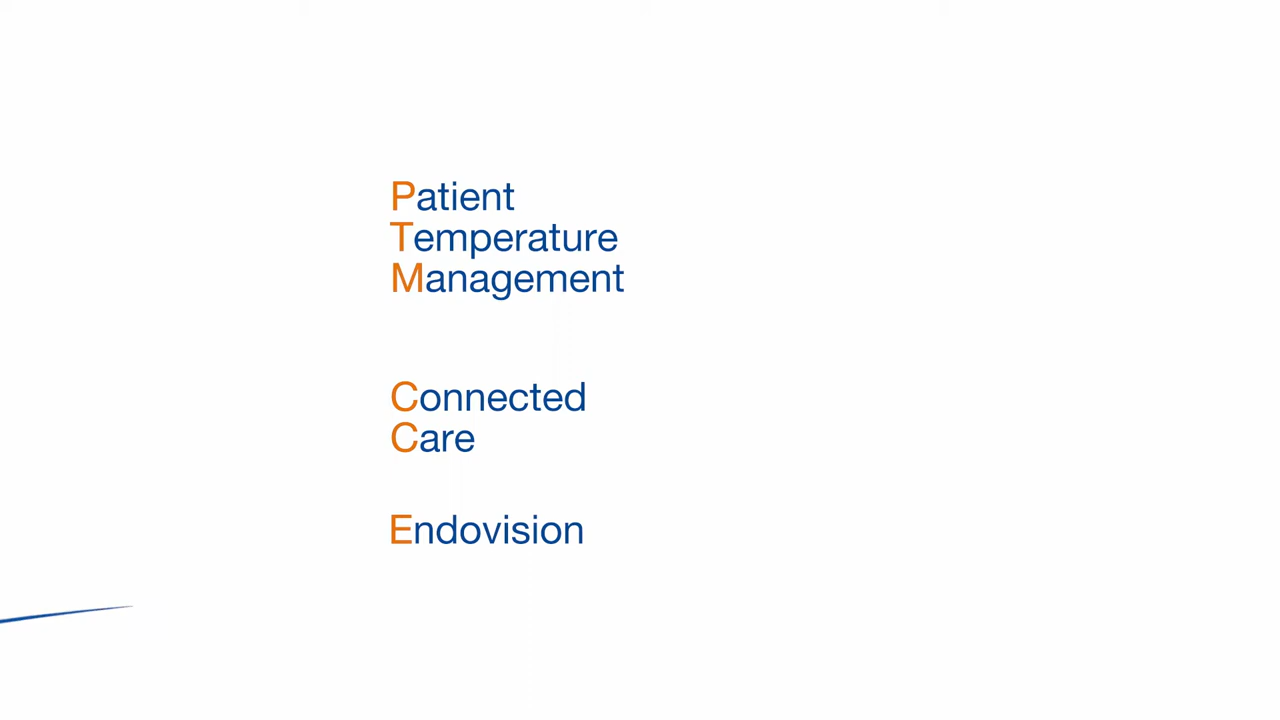 Patient
Temperature
Management
Connected
Care
Endovision